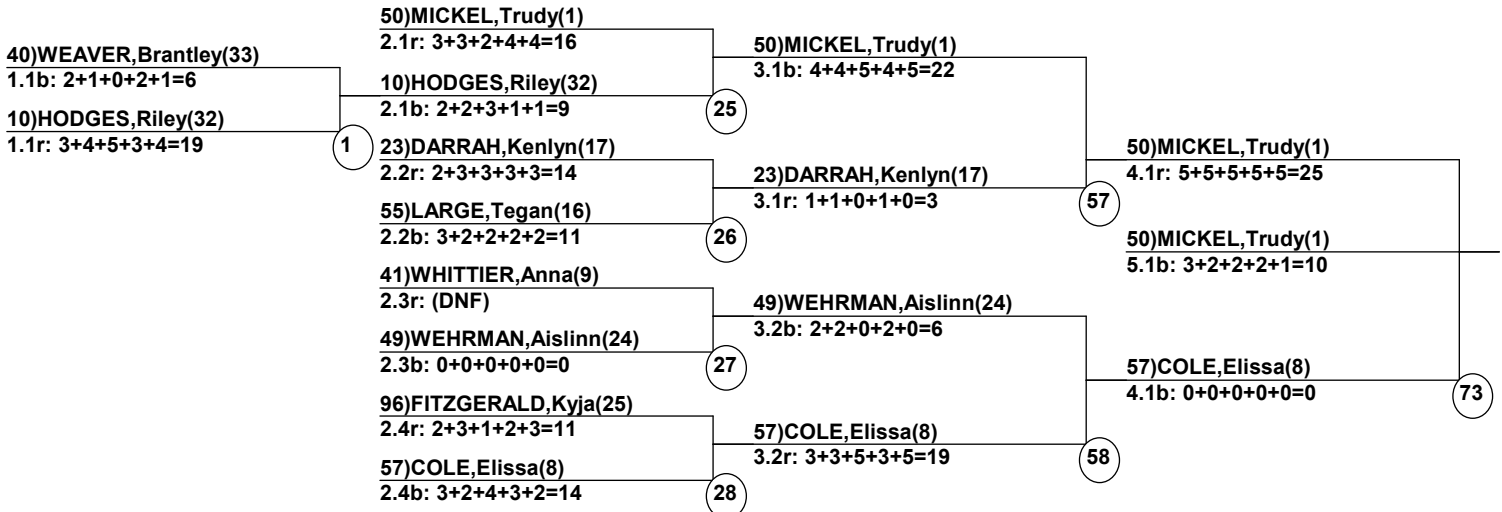 40)WEAVER,Brantley(33)
1.1b: 2+1+0+2+1=6
10)HODGES,Riley(32)
1.1r: 3+4+5+3+4=19
1
50)MICKEL,Trudy(1)
2.1r: 3+3+2+4+4=16
10)HODGES,Riley(32)
2.1b: 2+2+3+1+1=9
25
23)DARRAH,Kenlyn(17)
2.2r: 2+3+3+3+3=14
55)LARGE,Tegan(16)
2.2b: 3+2+2+2+2=11
26
41)WHITTIER,Anna(9)
2.3r: (DNF)
49)WEHRMAN,Aislinn(24)
2.3b: 0+0+0+0+0=0
27
96)FITZGERALD,Kyja(25)
2.4r: 2+3+1+2+3=11
57)COLE,Elissa(8)
2.4b: 3+2+4+3+2=14
28
50)MICKEL,Trudy(1)
3.1b: 4+4+5+4+5=22
23)DARRAH,Kenlyn(17)
3.1r: 1+1+0+1+0=3
57
49)WEHRMAN,Aislinn(24)
3.2b: 2+2+0+2+0=6
57)COLE,Elissa(8)
3.2r: 3+3+5+3+5=19
58
50)MICKEL,Trudy(1)
4.1r: 5+5+5+5+5=25
50)MICKEL,Trudy(1)
5.1b: 3+2+2+2+1=10
57)COLE,Elissa(8)
4.1b: 0+0+0+0+0=0
73